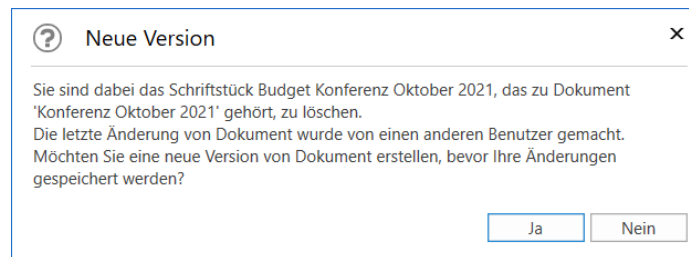 Neue Version
Sie sind dabei das Schriftstück Budget Konferenz Oktober 2021, das zu Dokument
'Konferenz Oktober 2021' gehört, zu löschen.
Die letzte Änderung von Dokument wurde von einen anderen Benutzer gemacht.
Möchten Sie eine neue Version von Dokument erstellen, bevor Ihre Änderungen
gespeichert werden?
Ja
Nein